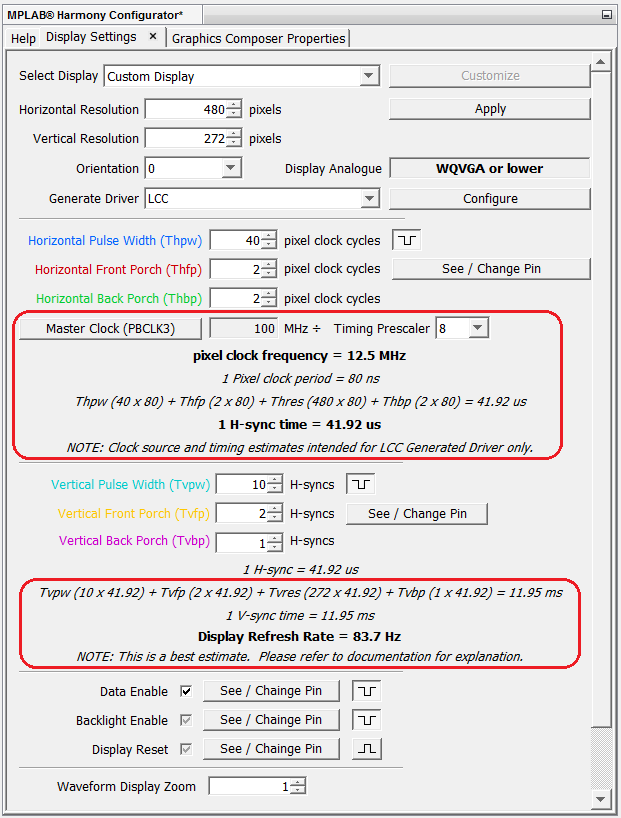 MPLAB® Harmony Configurator*
Help Display Settings × Graphics Composer Properties
Select Display Custom Display Customize
Horizontal Resolution 480 pixels Apply
Vertical Resolution 272 pixels
Orientation 0 Display Analogue WQVGA or lower
Generate Driver LCC Configure
Horizontal Pulse Width (Thpw) 40 pixel clock cycles
Horizontal Front Porch (Thfp) 2 pixel clock cycles See / Change Pin
Horizontal Back Porch (Thbp) 2 pixel clock cycles
Master Clock (PBCLK3) 100 MHz ÷ Timing Prescaler 8
pixel clock frequency = 12.5 MHz
1 Pixel clock period = 80 ns
Thpw (40 x 80) + Thfp (2 x 80) + Thres (480 x 80) + Thbp (2 x 80) = 41.92 us
1 H-sync time = 41.92 us
NOTE: Clock source and timing estimates intended for LCC Generated Driver only.
Vertical Pulse Width (Tvpw) 10 H-syncs
Vertical Front Porch (Tvfp) 2 H-syncs See / Change Pin
Vertical Back Porch (Tvbp) 1 H-syncs
1 H-sync = 41.92 us
Tvpw (10 x 41.92) + Tvfp (2 x 41.92) + Tvres (272 x 41.92) + Tvbp (1 x 41.92) = 11.95 ms
1 V-sync time = 11.95 ms
Display Refresh Rate = 83.7 Hz
NOTE: This is a best estimate. Please refer to documentation for explanation.
Data Enable See / Change Pin
Backlight Enable See / Change Pin
Display Reset See / Change Pin
Waveform Display Zoom 1